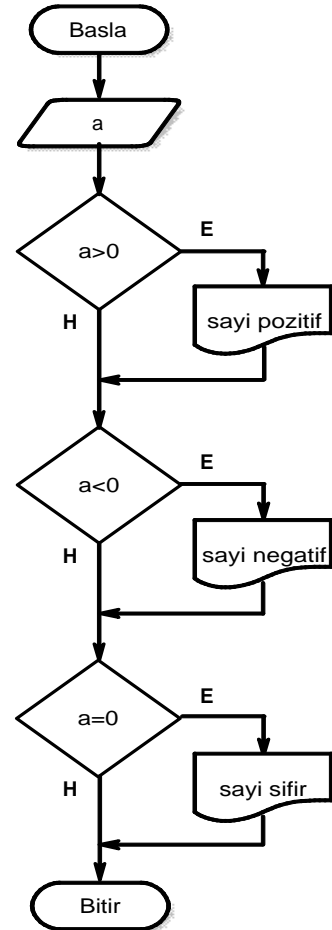 Basla
a
a>0
E
H
sayi pozitif
a<0
E
H
sayi negatif
a=0
E
H
sayi sifir
Bitir